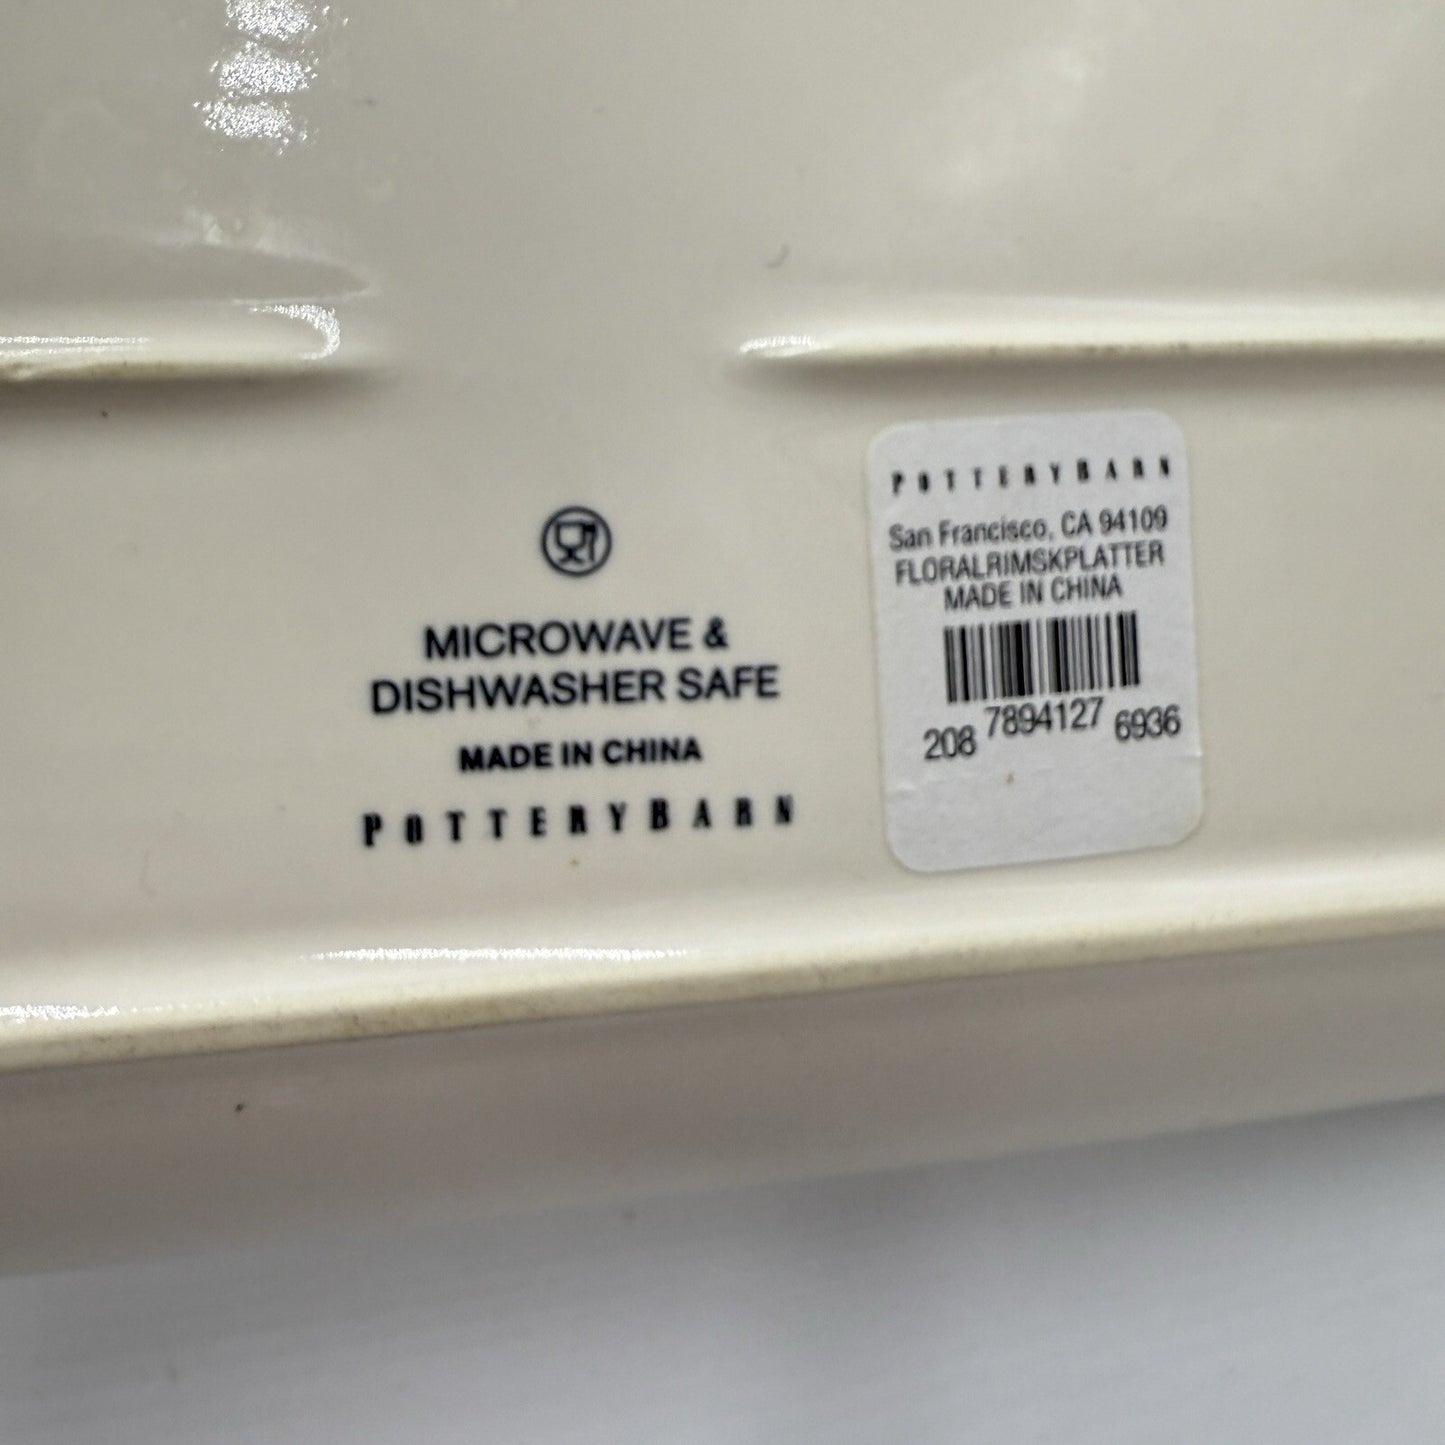 MICROWAVE &
DISHWASHER SAFE
MADE IN CHINA
POTTERYBARN
POTTERYBARN
San Francisco, CA 94109
FLORALRIMSKPLATTER
MADE IN CHINA
208 7894127 6936